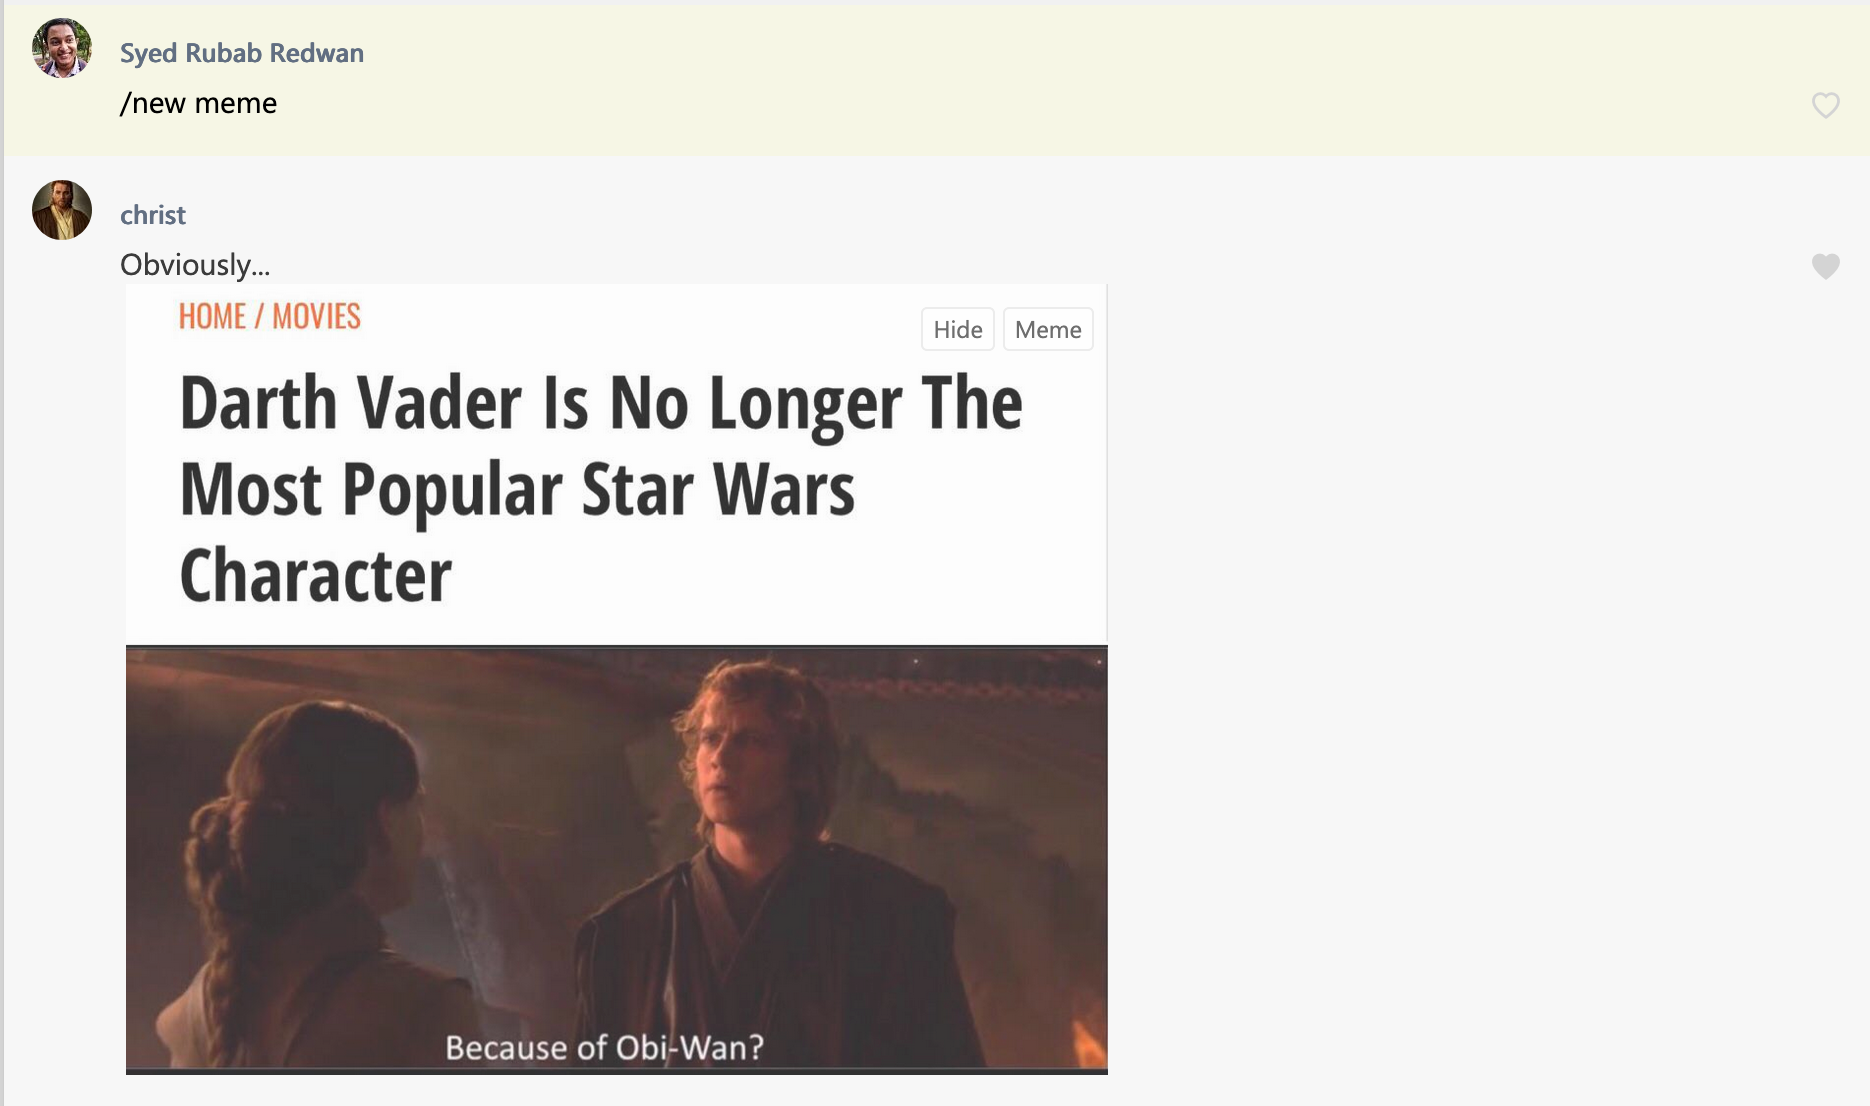 Syed Rubab Redwan
/new meme
christ
Obviously...
HOME / MOVIES
Hide Meme
Darth Vader Is No Longer The
Most Popular Star Wars
Character
Because of Obi-Wan?